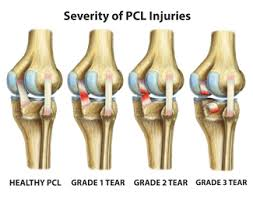 Severity of PCL Injuries
HEALTHY PCL GRADE 1 TEAR GRADE 2 TEAR GRADE 3 TEAR